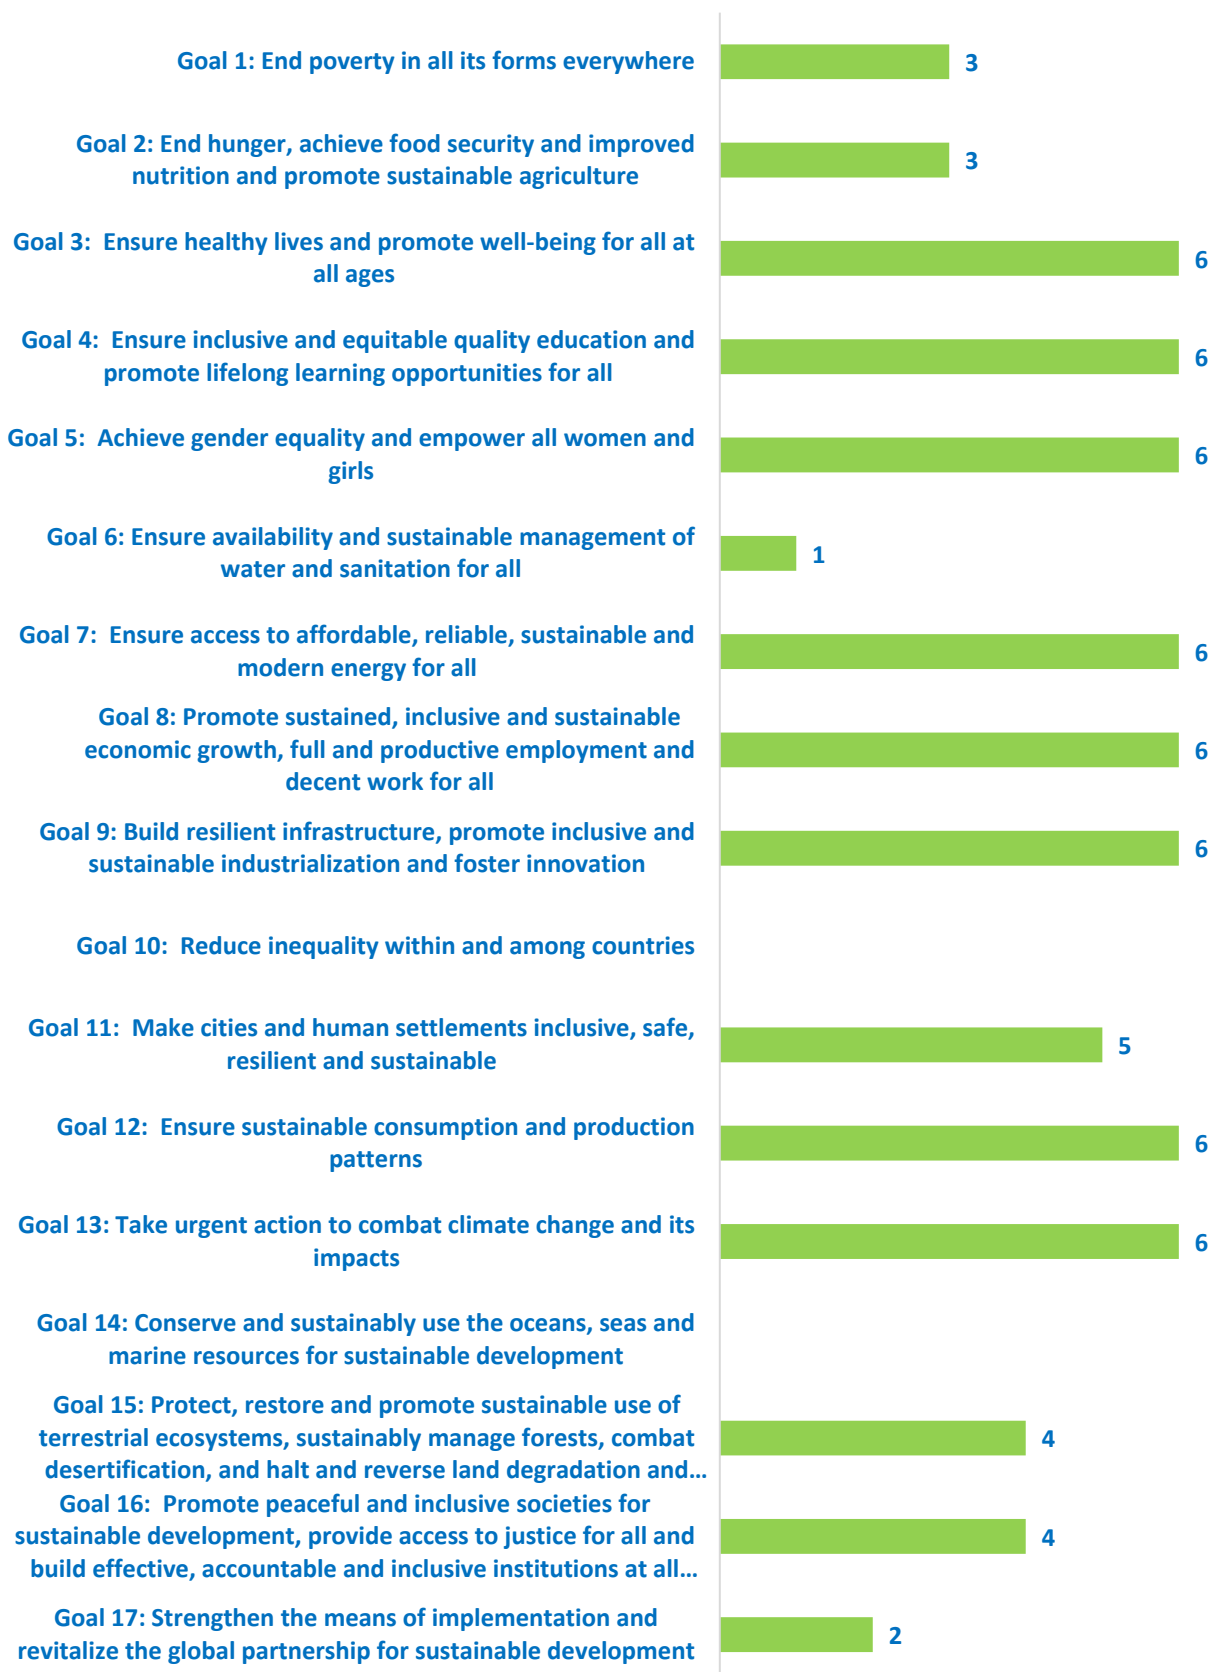 Goal 1: End poverty in all its forms everywhere
3
Goal 2: End hunger, achieve food security and improved
nutrition and promote sustainable agriculture
3
Goal 3:  Ensure healthy lives and promote well-being for all at
all ages
6
Goal 4:  Ensure inclusive and equitable quality education and
promote lifelong learning opportunities for all
6
Goal 5:  Achieve gender equality and empower all women and
girls
6
Goal 6: Ensure availability and sustainable management of
water and sanitation for all
1
Goal 7:  Ensure access to affordable, reliable, sustainable and
modern energy for all
6
Goal 8: Promote sustained, inclusive and sustainable
economic growth, full and productive employment and
decent work for all
6
Goal 9: Build resilient infrastructure, promote inclusive and
sustainable industrialization and foster innovation
6
Goal 10:  Reduce inequality within and among countries
Goal 11:  Make cities and human settlements inclusive, safe,
resilient and sustainable
5
Goal 12:  Ensure sustainable consumption and production
patterns
6
Goal 13: Take urgent action to combat climate change and its
impacts
6
Goal 14: Conserve and sustainably use the oceans, seas and
marine resources for sustainable development
Goal 15: Protect, restore and promote sustainable use of
terrestrial ecosystems, sustainably manage forests, combat
desertification, and halt and reverse land degradation and…
4
Goal 16:  Promote peaceful and inclusive societies for
sustainable development, provide access to justice for all and
build effective, accountable and inclusive institutions at all…
4
Goal 17: Strengthen the means of implementation and
revitalize the global partnership for sustainable development
2